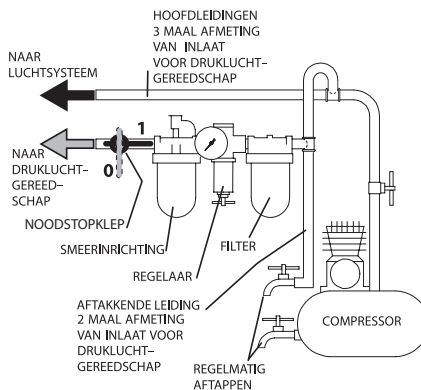 HOOFDLEIDINGEN
3 MAAL AFMETING
VAN INLAAT
VOOR DRUKLUCHT-
GEREEDSCHAP
NAAR
LUCHTSYSTEEM
1
0
NAAR
DRUKLUCHT-
GEREED-
SCHAP
NOODSTOPKLEP
SMEERINRICHTING
REGELAAR
FILTER
AFTAKKENDE LEIDING
2 MAAL AFMETING
VAN INLAAT VOOR
DRUKLUCHT-
GEREEDSCHAP
COMPRESSOR
REGELMATIG
AFTAPPEN